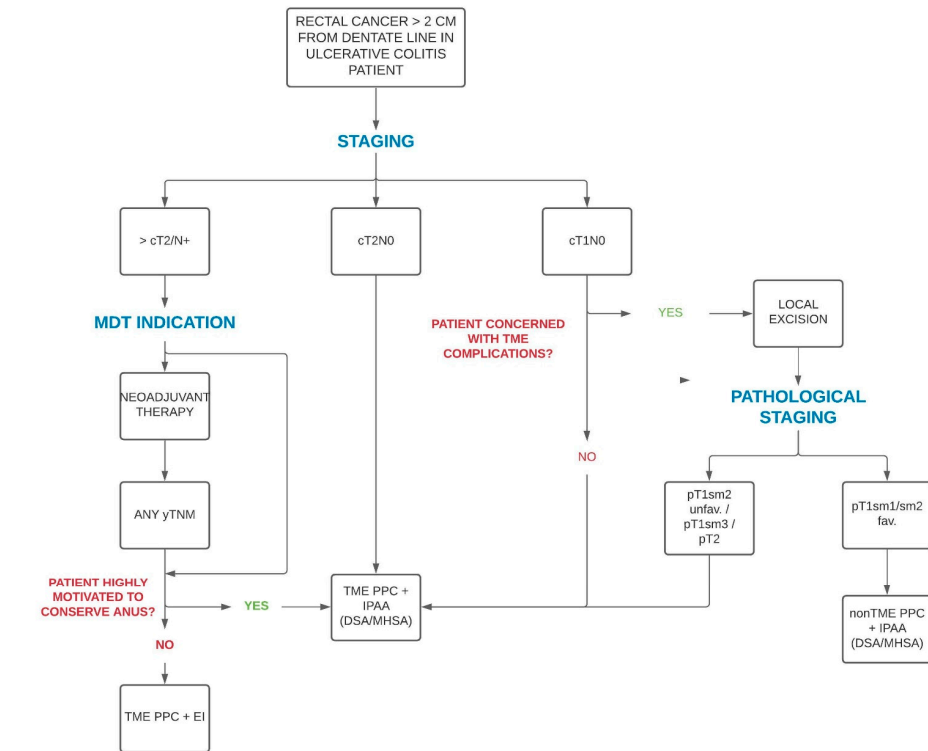 RECTAL CANCER > 2 CM
FROM DENTATE LINE IN
ULCERATIVE COLITIS
PATIENT
STAGING
> cT2/N+
cT2N0
cT1N0
MDT INDICATION
PATIENT CONCERNED
WITH TME
COMPLICATIONS?
YES
LOCAL
EXCISION
NEOADJUVANT
THERAPY
PATHOLOGICAL
STAGING
NO
ANY yTNM
pT1sm2
unfav. /
pT1sm3 /
pT2
pT1sm1/sm2
fav.
PATIENT HIGHLY
MOTIVATED TO
CONSERVE ANUS?
YES
TME PPC +
IPAA
(DSA/MHSA)
nonTME PPC
+ IPAA
(DSA/MHSA)
NO
TME PPC + EI